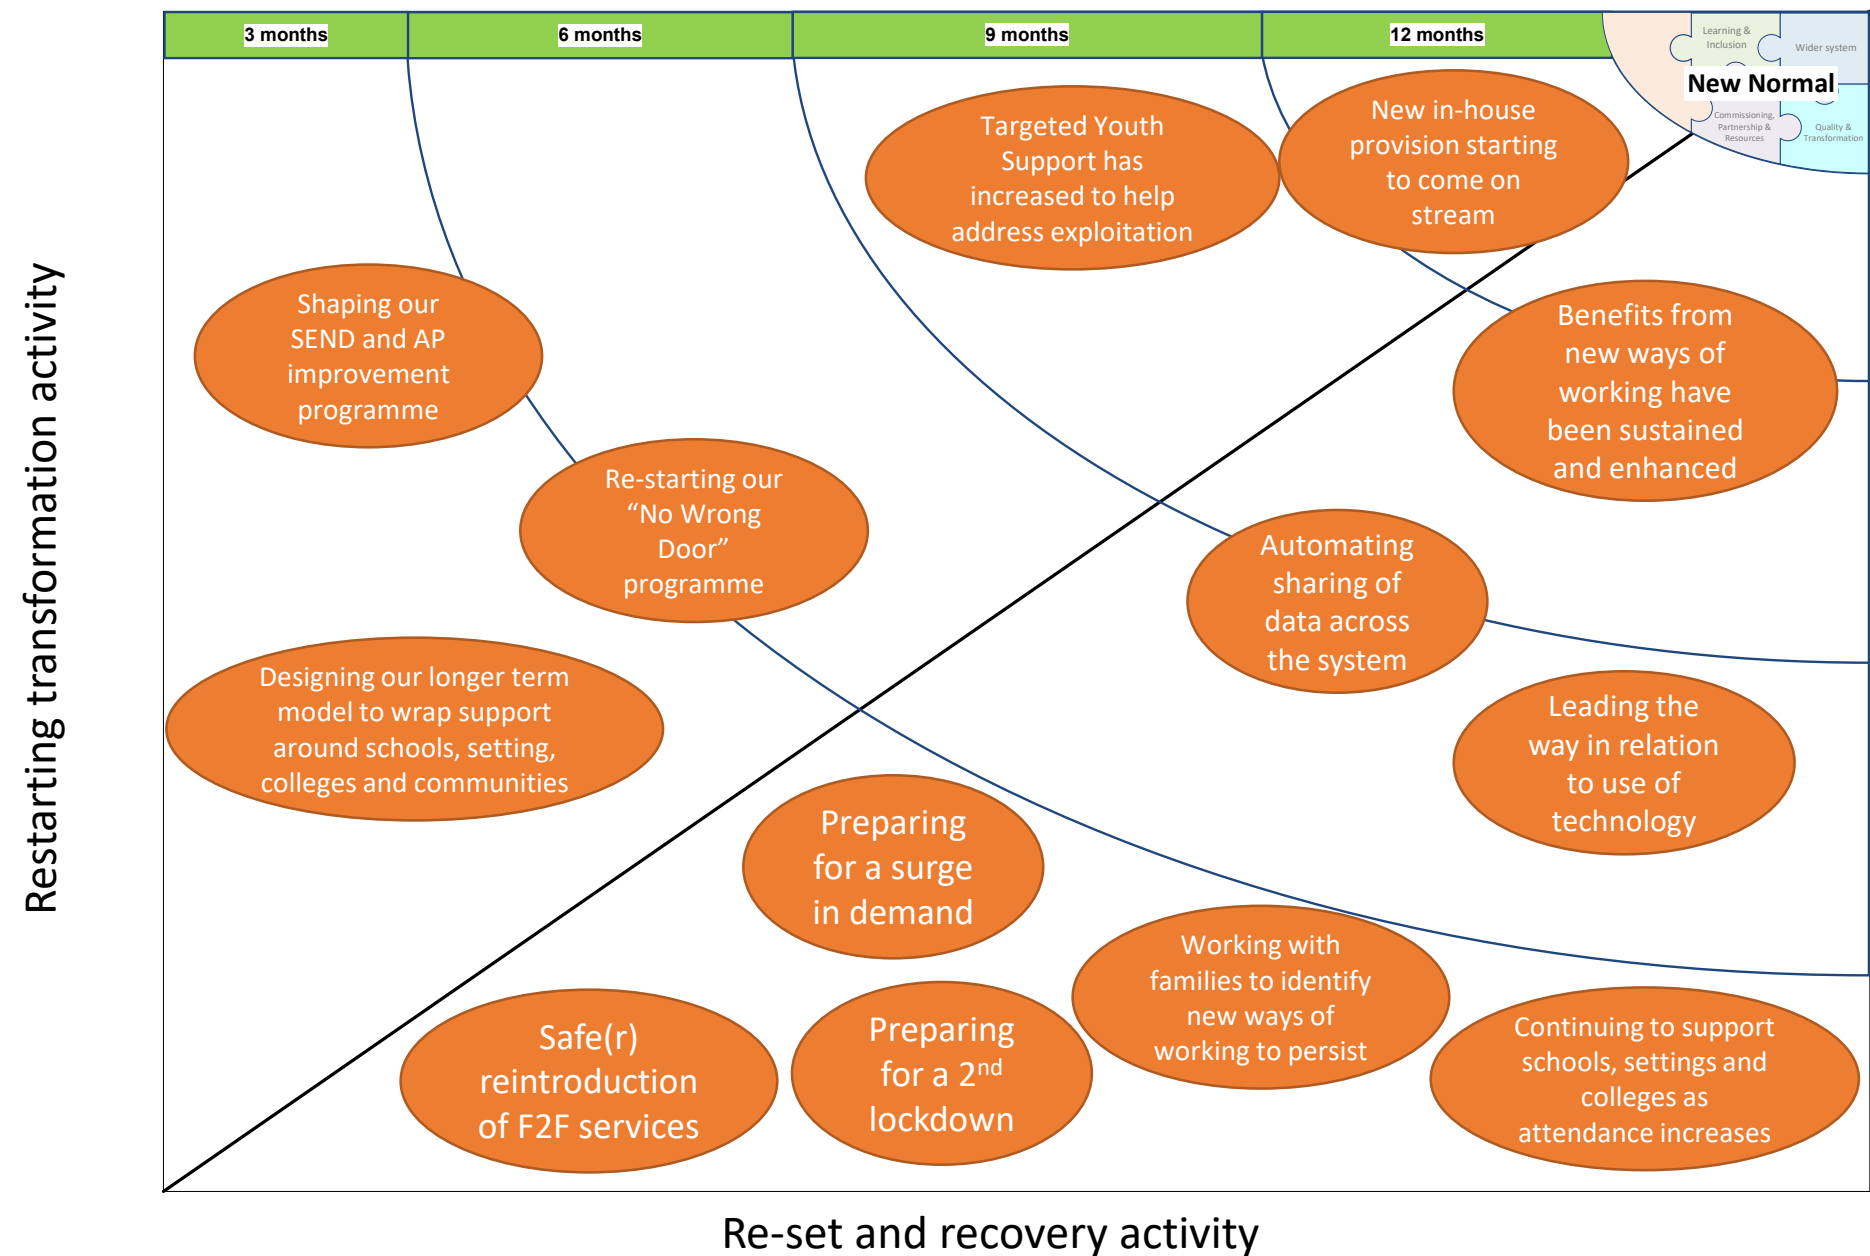 3 months
6 months
9 months
12 months
Learning &
Inclusion
Wider system
New Normal
Commissioning,
Partnership &
Resources
Quality &
Transformation
Targeted Youth
Support has
increased to help
address exploitation
New in-house
provision starting
to come on
stream
Shaping our
SEND and AP
improvement
programme
Benefits from
new ways of
working have
been sustained
and enhanced
Re-starting our
“No Wrong
Door”
programme
Automating
sharing of
data across
the system
Designing our longer term
model to wrap support
around schools, setting,
colleges and communities
Leading the
way in relation
to use of
technology
Preparing
for a surge
in demand
Working with
families to identify
new ways of
working to persist
Safe(r)
reintroduction
of F2F services
Preparing
for a 2nd
lockdown
Continuing to support
schools, settings and
colleges as
attendance increases
Restarting transformation activity
Re-set and recovery activity